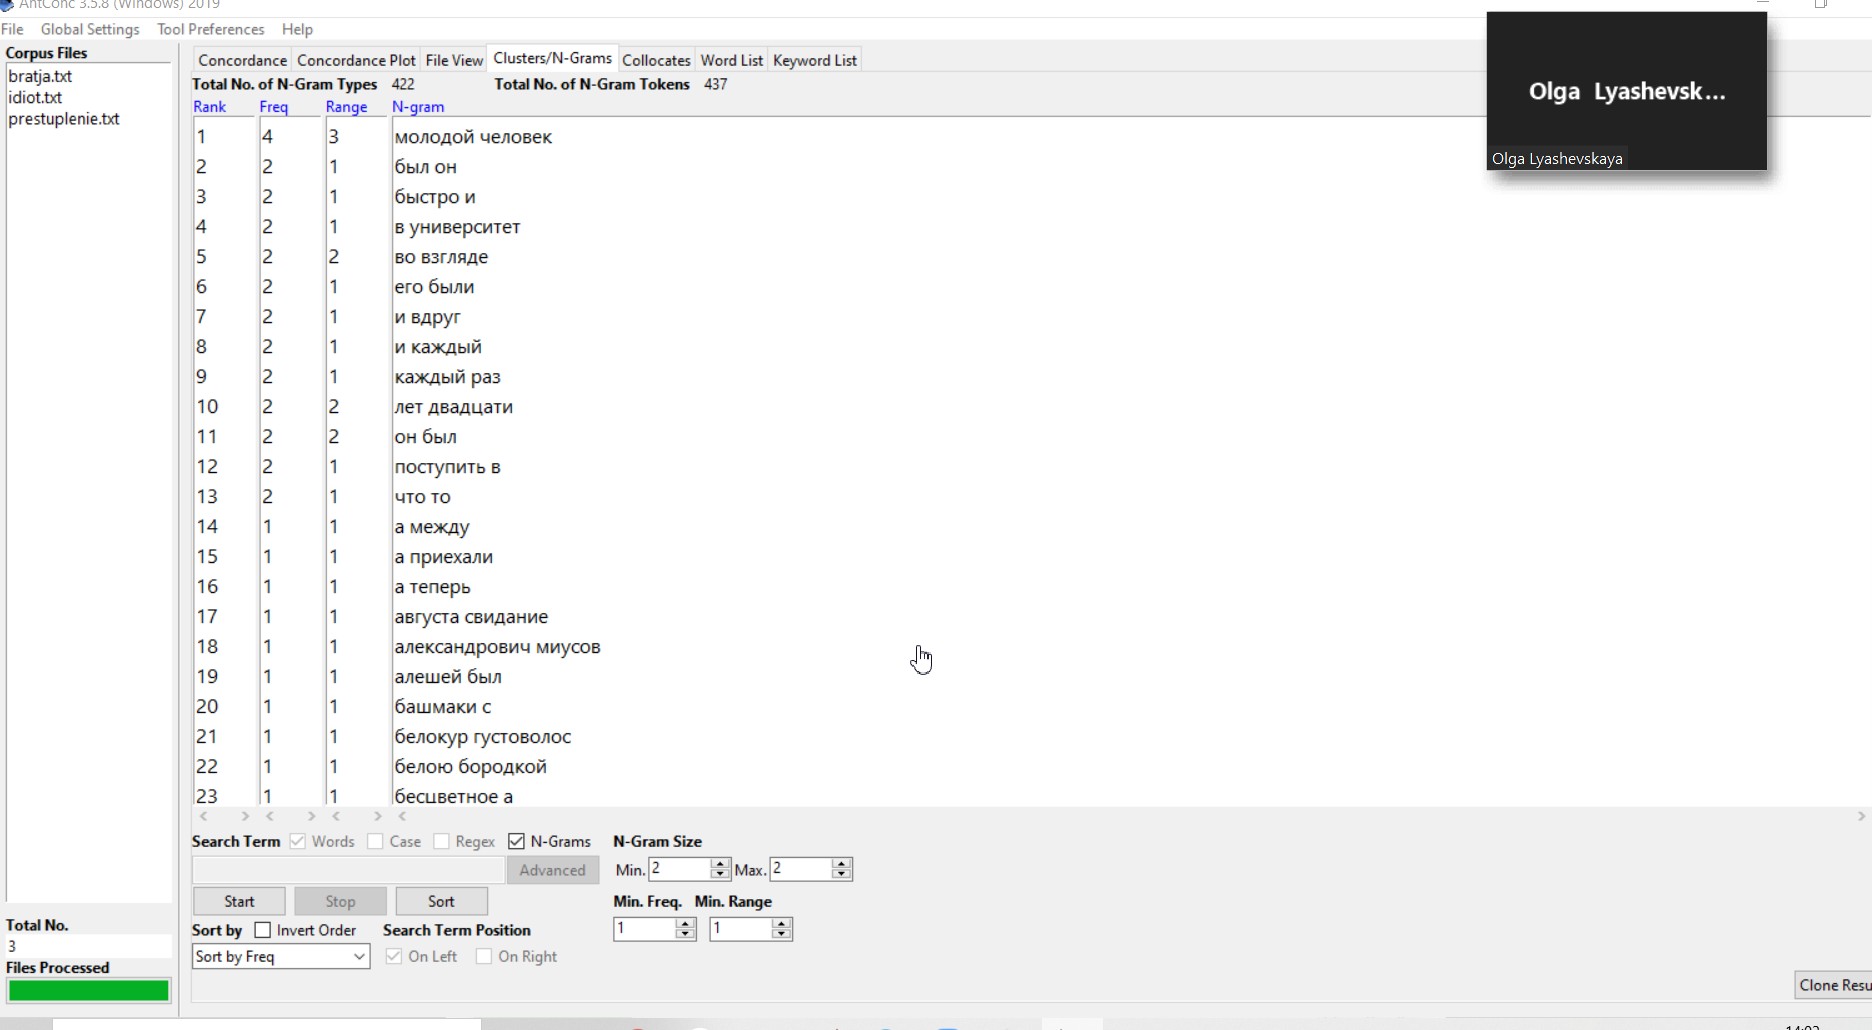 AntConc 3.5.8 (Windows) 2019
File Global Settings Tool Preferences Help
Corpus Files
bratja.txt
idiot.txt
prestuplenie.txt
Total No.
3
Files Processed
Concordance Concordance Plot File View Clusters/N-Grams Collocates Word List Keyword List
Total No. of N-Gram Types 422 Total No. of N-Gram Tokens 437
Rank Freq Range N-gram
1 4 3 молодой человек
2 2 1 был он
3 2 1 быстро и
4 2 1 в университет
5 2 2 во взгляде
6 2 1 его были
7 2 1 и вдруг
8 2 1 и каждый
9 2 1 каждый раз
10 2 2 лет двадцати
11 2 2 он был
12 2 1 поступить в
13 2 1 что то
14 1 1 а между
15 1 1 а приехали
16 1 1 а теперь
17 1 1 августа свидание
18 1 1 александрович миусов
19 1 1 алешей был
20 1 1 башмаки с
21 1 1 белокур густоволос
22 1 1 белою бородкой
23 1 1 бесцветное а
Search Term Words Case Regex N-Grams N-Gram Size
Advanced Min. 2 Max. 2
Start Stop Sort Min. Freq. Min. Range
Sort by Invert Order Search Term Position 1 1
Sort by Freq On Left On Right
Clone Resu
Olga Lyashevsk...
Olga Lyashevskaya